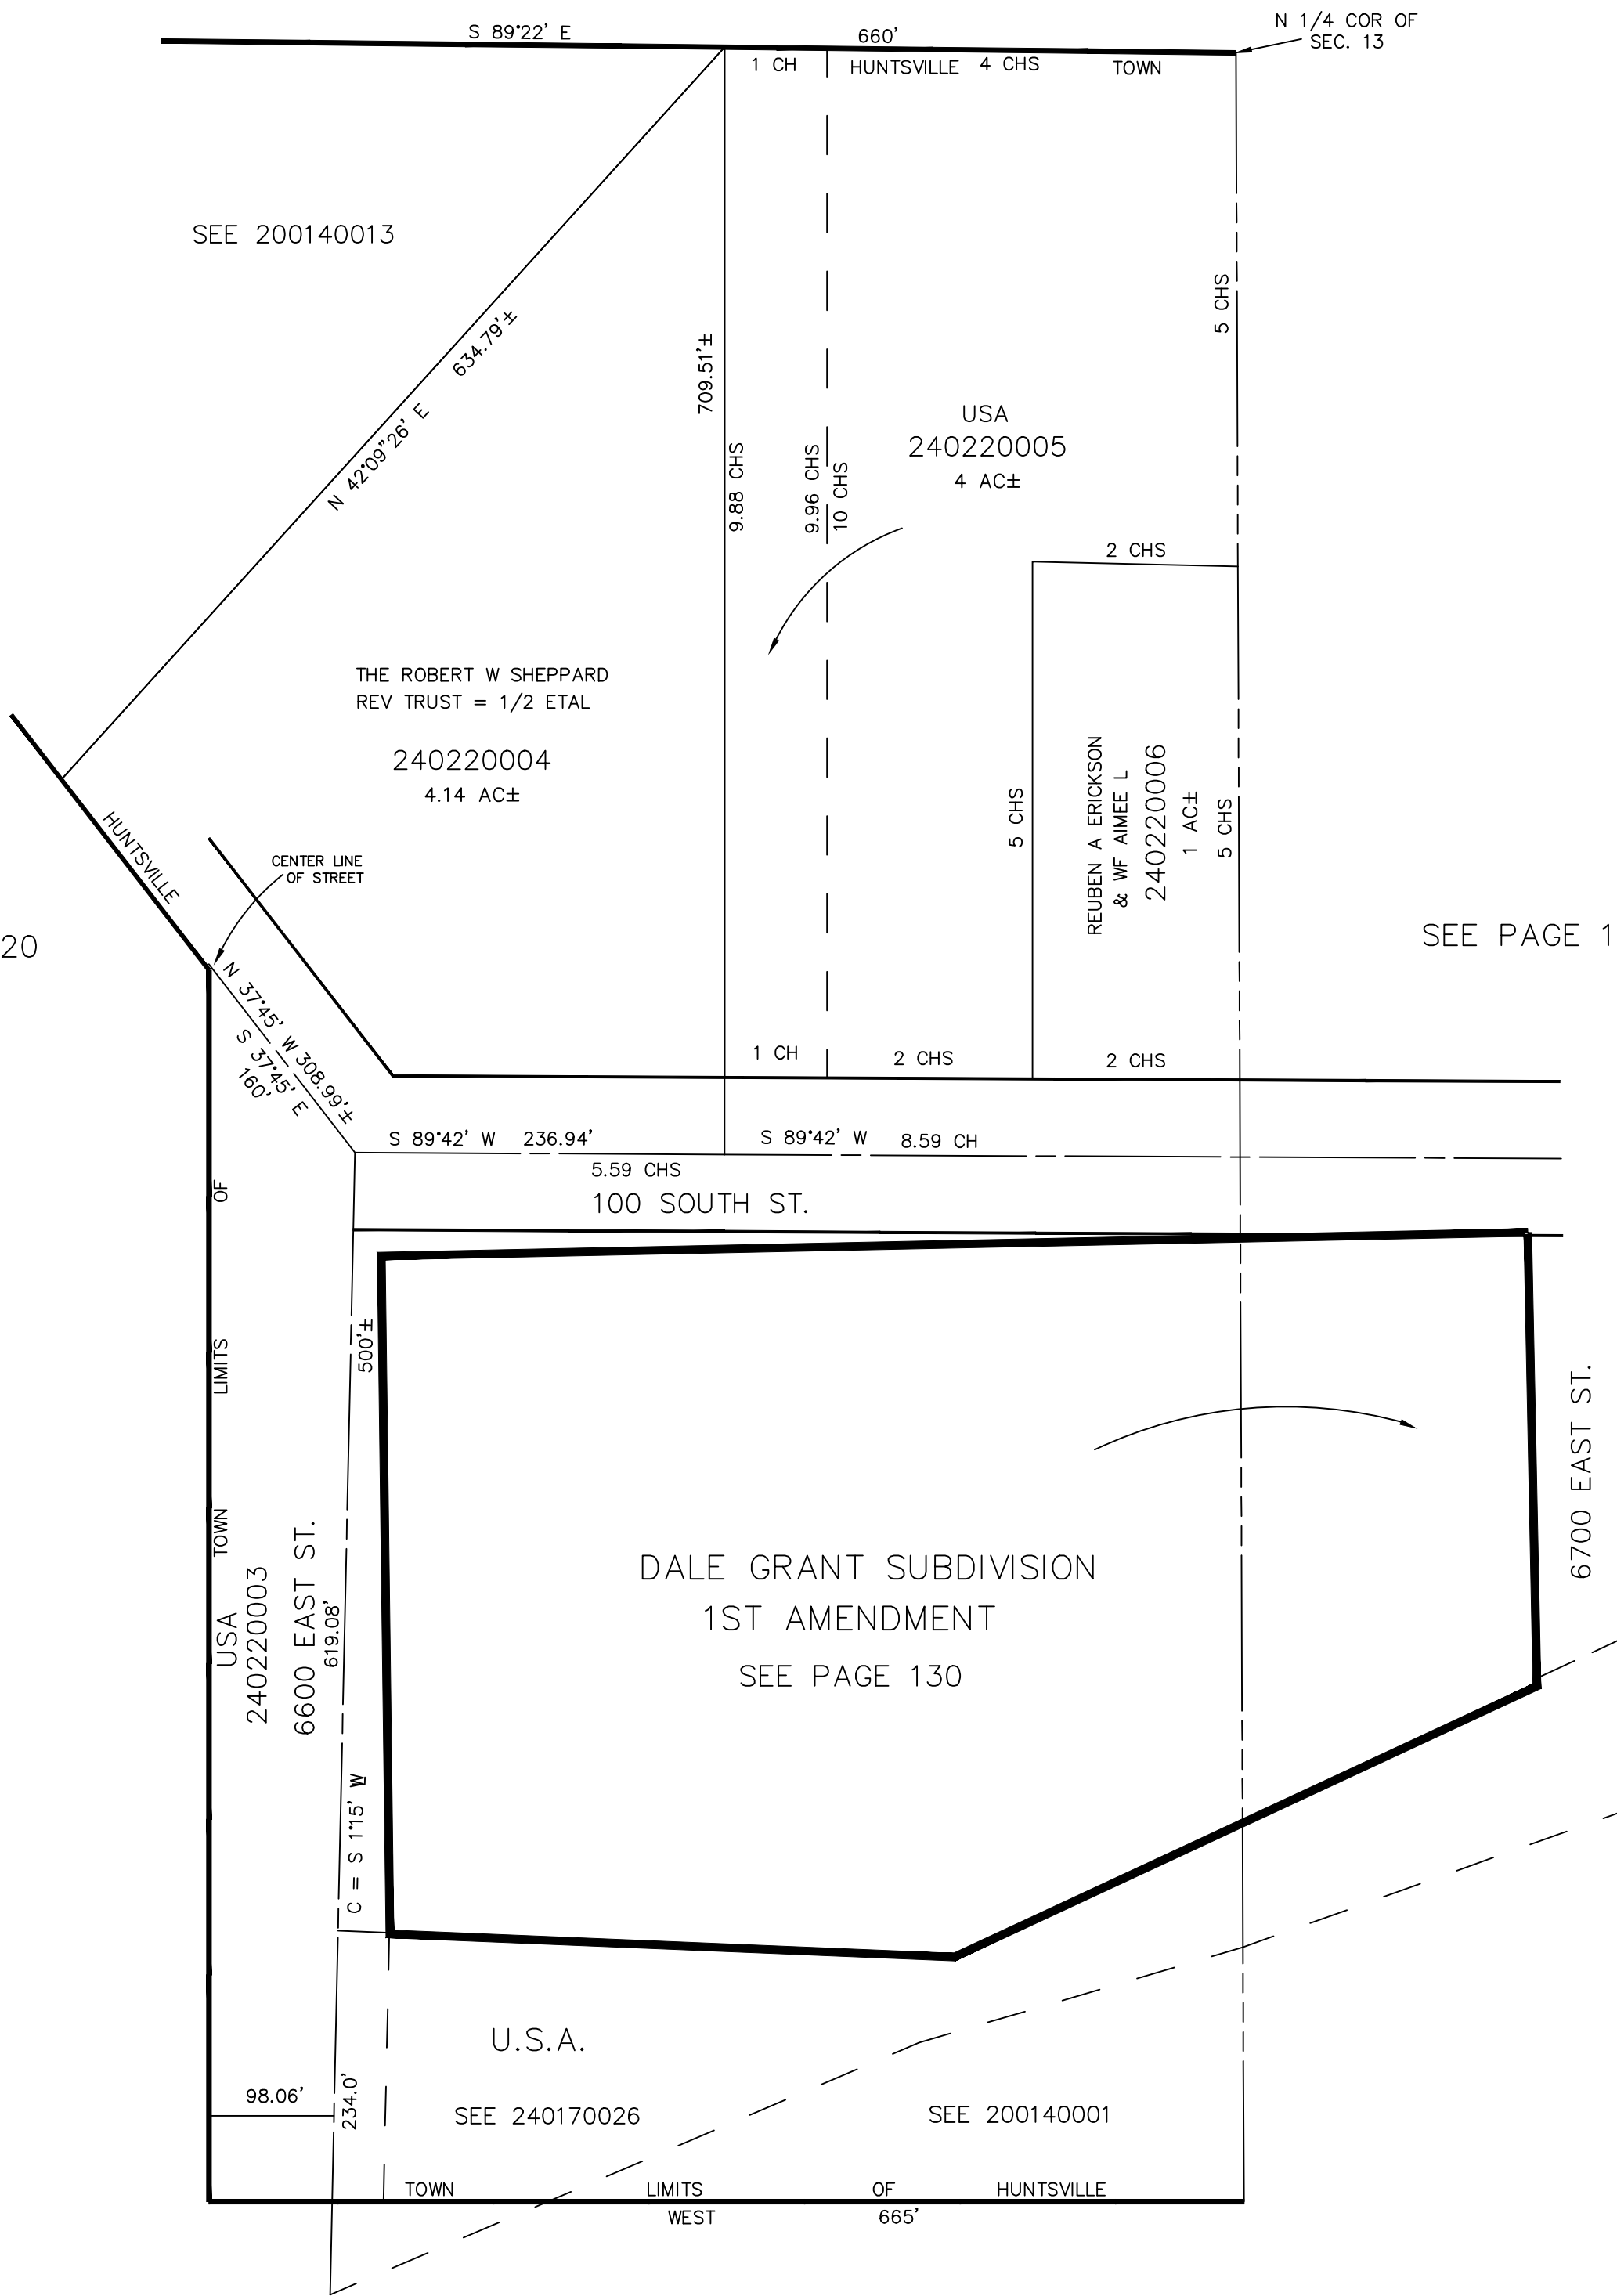 S 89°22' E
660'
N 1/4 COR OF
SEC. 13
1 CH
HUNTSVILLE
4 CHS
TOWN
SEE 200140013
5 CHS
634.79'±
N 42°09"26' E
709.51'±
9.88 CHS
9.96 CHS
10 CHS
USA
240220005
4 AC±
2 CHS
THE ROBERT W SHEPPARD
REV TRUST = 1/2 ETAL
240220004
4.14 AC±
5 CHS
REUBEN A ERICKSON
& WF AIMEE L
240220006
1 AC±
5 CHS
HUNTSVILLE
CENTER LINE
OF STREET
20
SEE PAGE 1
N 37°45' W 308.99'±
S 37°45' E
160'
1 CH
2 CHS
2 CHS
S 89°42' W 236.94'
S 89°42' W 8.59 CH
5.59 CHS
100 SOUTH ST.
OF
LIMITS
TOWN
500'±
6700 EAST ST.
USA
240220003
6600 EAST ST.
619.08'
DALE GRANT SUBDIVISION
1ST AMENDMENT
SEE PAGE 130
C = S 1°15' W
U.S.A.
98.06'
234.0'
SEE 240170026
SEE 200140001
TOWN LIMITS OF HUNTSVILLE
WEST 665'